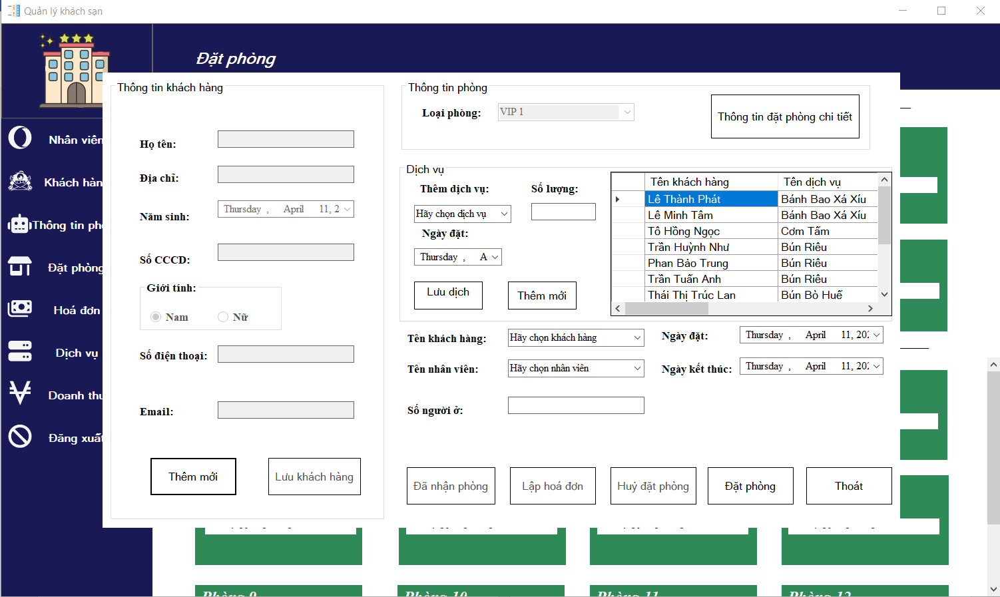 Quản lý khách sạn
Đặt phòng
Nhân viên
Khách hàn
Thông tin phò
Đặt phòng
Hoá đơn
Dịch vụ
Doanh thu
Đăng xuất
Thông tin khách hàng
Họ tên:
Địa chỉ:
Năm sinh:
Thursday , April 11, 2
Số CCCD:
Giới tính:
Nam
Nữ
Số điện thoại:
Email:
Thêm mới
Lưu khách hàng
Thông tin phòng
Loại phòng:
VIP 1
Thông tin đặt phòng chi tiết
Dịch vụ
Thêm dịch vụ:
Số lượng:
Hãy chọn dịch vụ
Ngày đặt:
Thursday , A
Lưu dịch
Thêm mới
Tên khách hàng Tên dịch vụ
Lê Thành Phát Bánh Bao Xá Xíu
Lê Minh Tâm Bánh Bao Xá Xíu
Tô Hồng Ngọc Cơm Tấm
Trần Huỳnh Như Bún Riêu
Phan Bảo Trung Bún Riêu
Trần Tuấn Anh Bún Riêu
Thái Thị Trúc Lan Bún Bò Huế
Tên khách hàng:
Hãy chọn khách hàng
Ngày đặt:
Thursday , April 11, 202
Tên nhân viên:
Hãy chọn nhân viên
Ngày kết thúc:
Thursday , April 11, 202
Số người ở:
Đã nhận phòng
Lập hoá đơn
Huỷ đặt phòng
Đặt phòng
Thoát
Phòng 9
Phòng 10
Phòng 11
Phòng 12